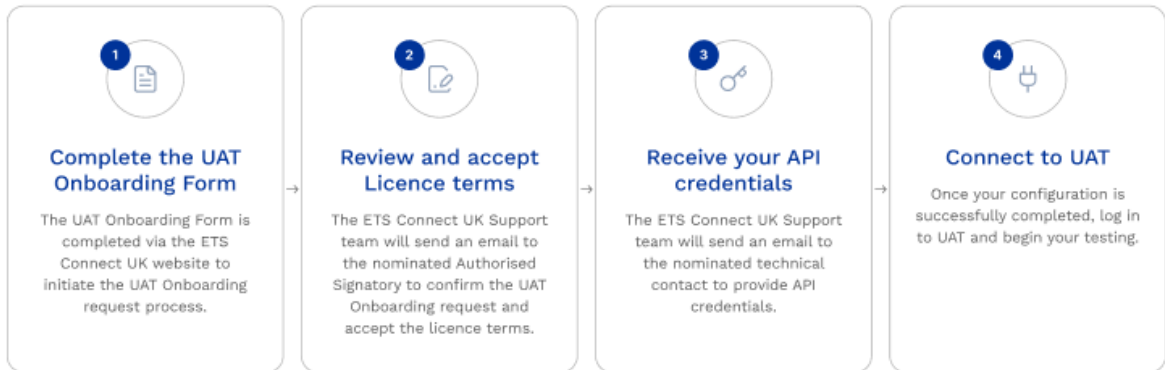 1
Complete the UAT
Onboarding Form
The UAT Onboarding Form is
completed via the ETS
Connect UK website to
initiate the UAT Onboarding
request process.
2
Review and accept
Licence terms
The ETS Connect UK Support
team will send an email to
the nominated Authorised
Signatory to confirm the UAT
Onboarding request and
accept the licence terms.
3
Receive your API
credentials
The ETS Connect UK Support
team will send an email to
the nominated technical
contact to provide API
credentials.
4
Connect to UAT
Once your configuration is
successfully completed, log in
to UAT and begin your testing.